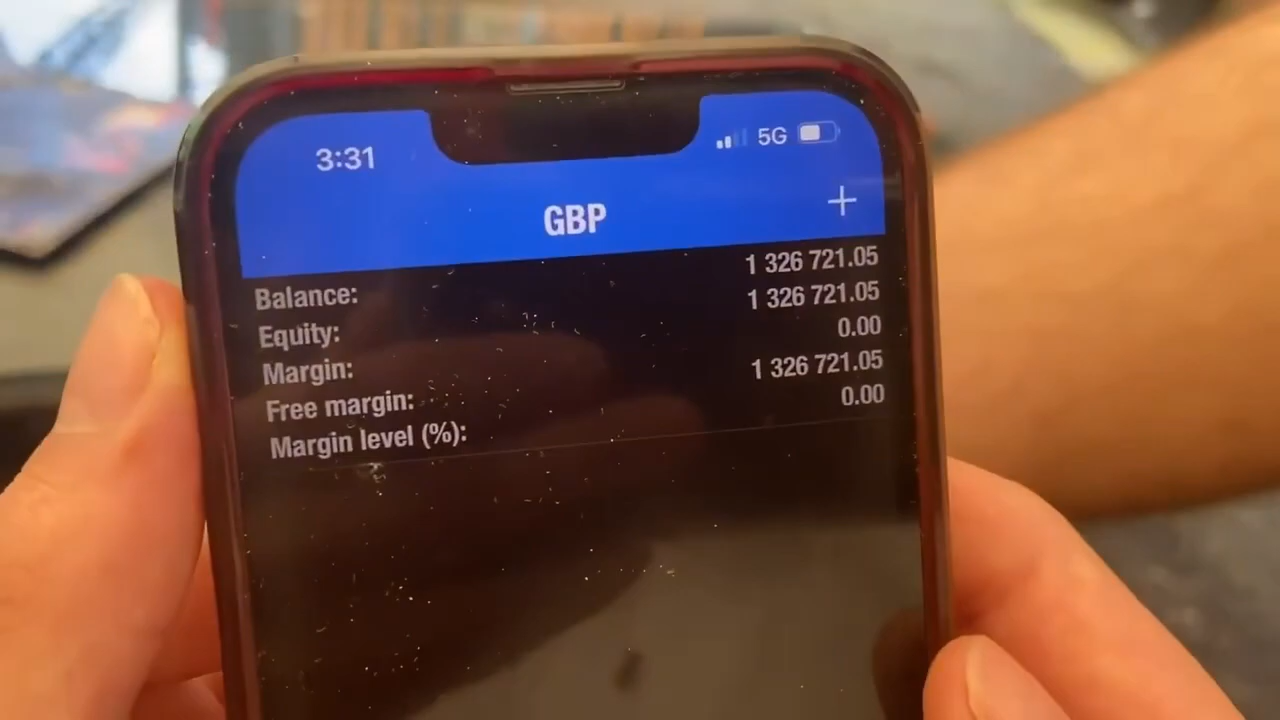 3:31 5G
GBP +
Balance: 1 326 721.05
Equity: 1 326 721.05
Margin: 0.00
Free margin: 1 326 721.05
Margin level (%): 0.00